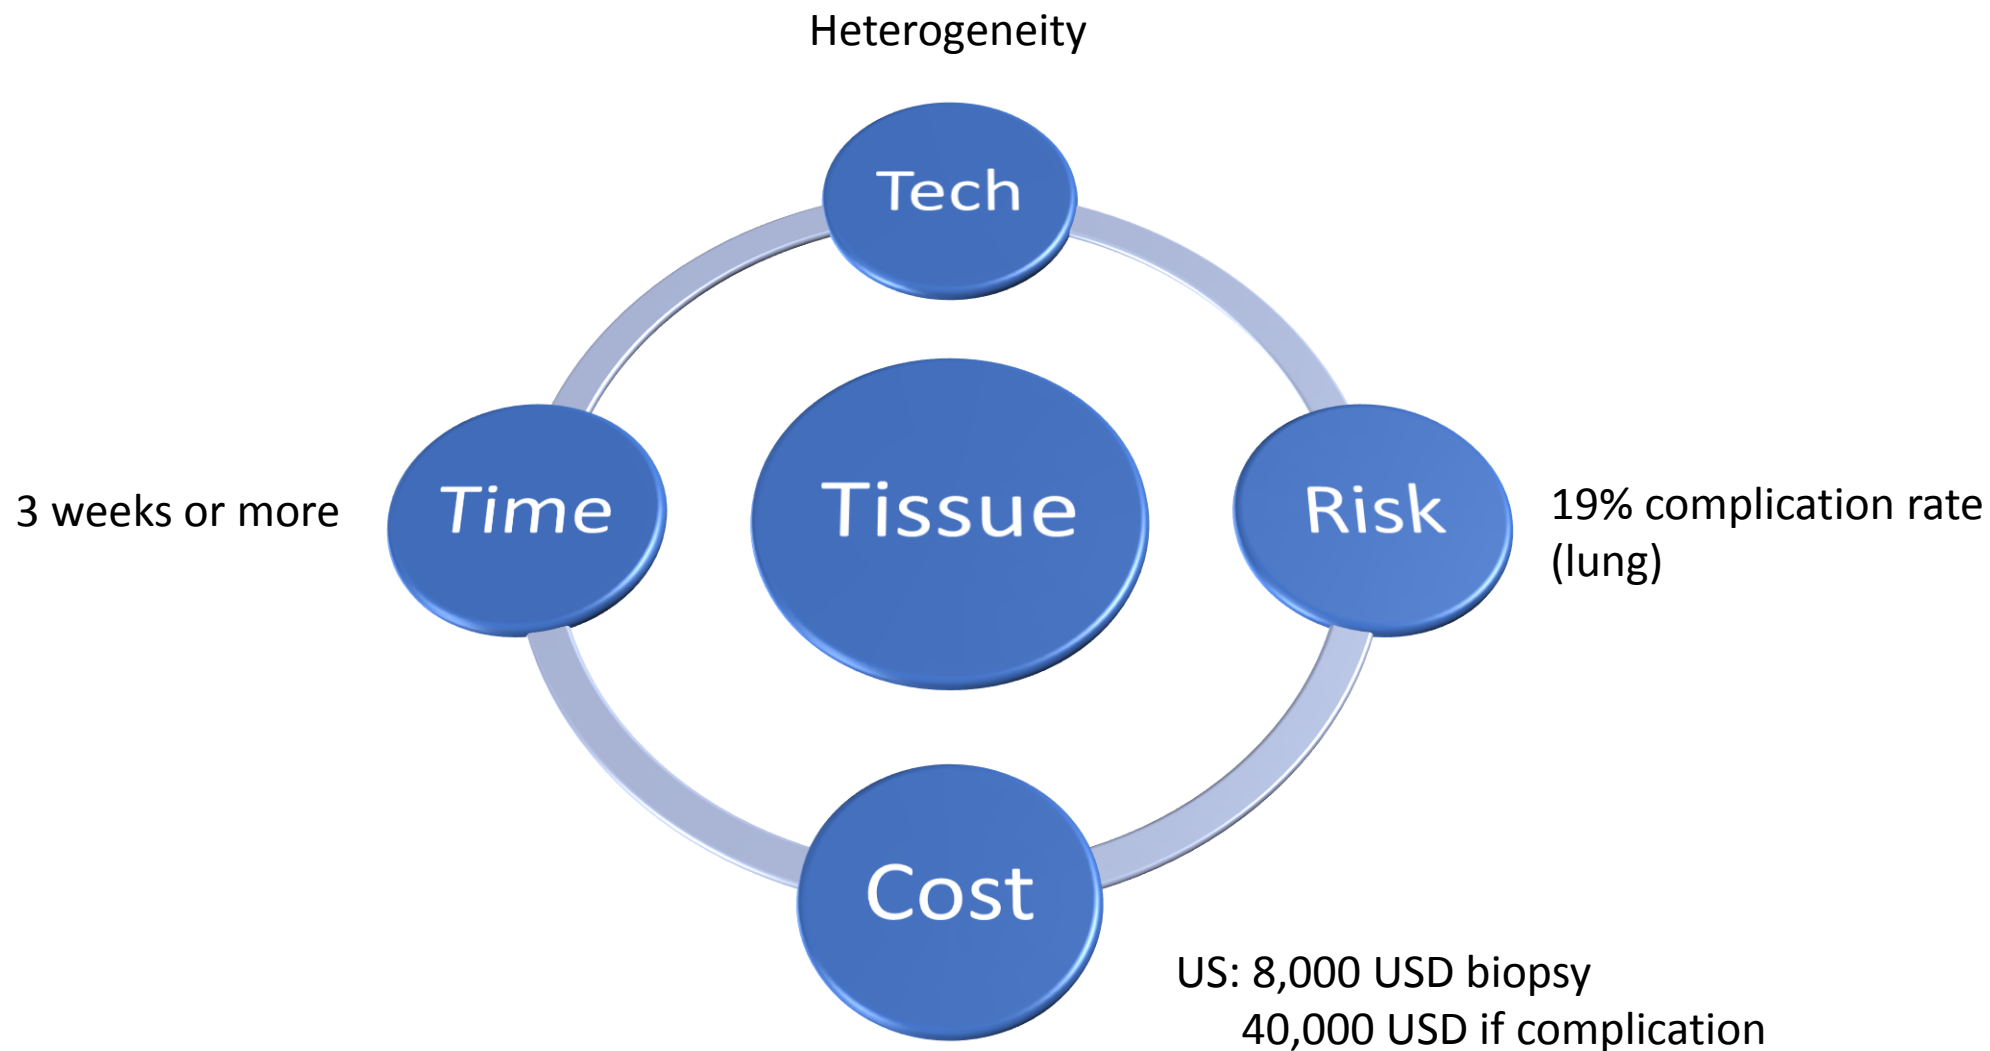 Heterogeneity
Tech
3 weeks or more
Time
Tissue
Risk
19% complication rate
(lung)
Cost
US: 8,000 USD biopsy
40,000 USD if complication